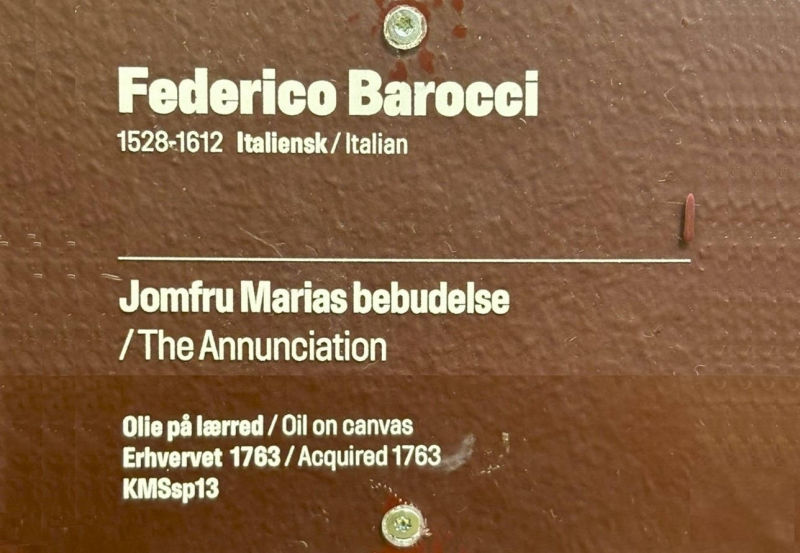 Federico Barocci
1528-1612 Italiensk / Italian
Jomfru Marias bebudelse
/ The Annunciation
Olie på lærred / Oil on canvas
Erhvervet 1763 / Acquired 1763
KMSsp13